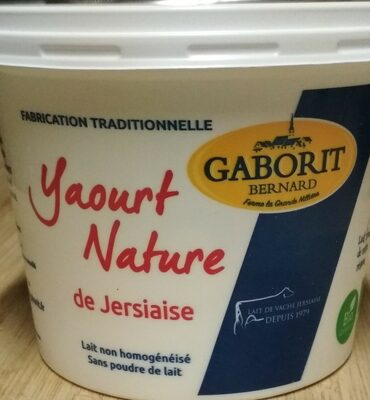 FABRICATION TRADITIONNELLE
GABORIT
BERNARD
Ferme la Grande Nillière
Yaourt
Nature
de Jersiaise
LAIT DE VACHE JERSIAISE
DEPUIS 1979
Lait non homogénéisé
Sans poudre de lait